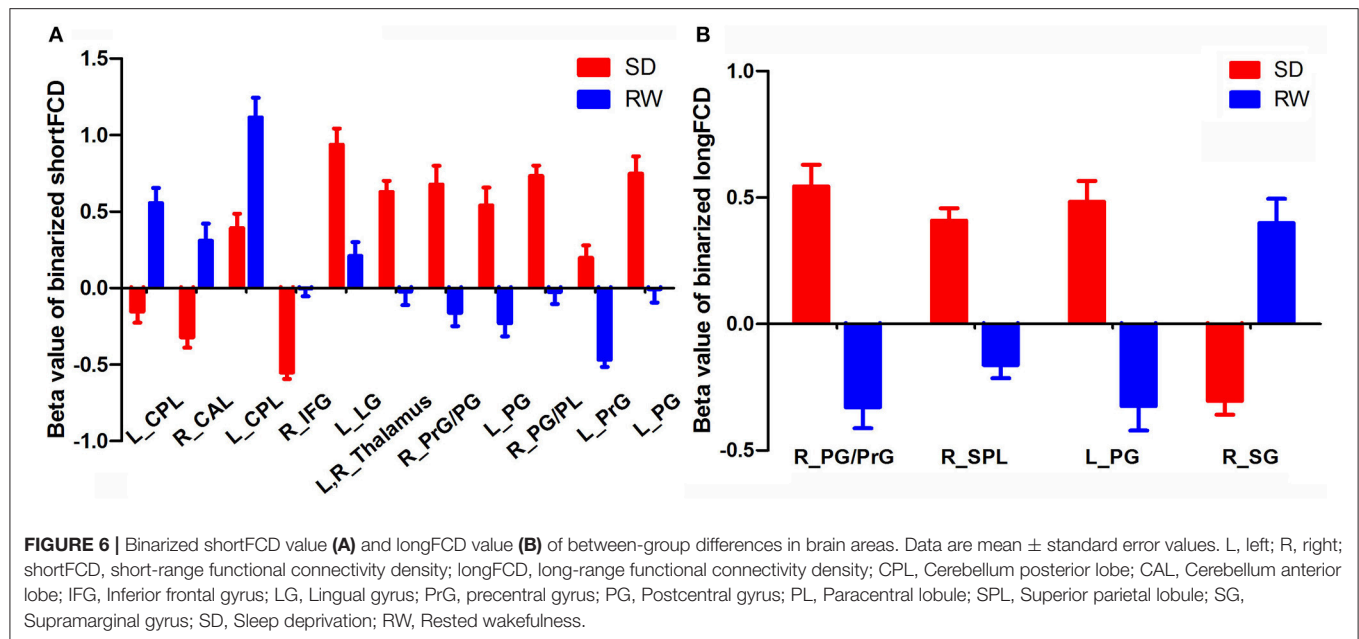 A
Beta value of binarized shortFCD
1.5
1.0
0.5
0.0
-0.5
-1.0
SD
RW
L_CPL
R_CAL
L_CPL
R_IFG
L_LG
L,R_Thalamus
R_PrG/PG
L_PG
R_PG/PL
L_PrG
L_PG
B
Beta value of binarized longFCD
1.0
0.5
0.0
-0.5
SD
RW
R_PG/PrG
R_SPL
L_PG
R_SG
FIGURE 6 | Binarized shortFCD value (A) and longFCD value (B) of between-group differences in brain areas. Data are mean ± standard error values. L, left; R, right;
shortFCD, short-range functional connectivity density; longFCD, long-range functional connectivity density; CPL, Cerebellum posterior lobe; CAL, Cerebellum anterior
lobe; IFG, Inferior frontal gyrus; LG, Lingual gyrus; PrG, precentral gyrus; PG, Postcentral gyrus; PL, Paracentral lobule; SPL, Superior parietal lobule; SG,
Supramarginal gyrus; SD, Sleep deprivation; RW, Rested wakefulness.